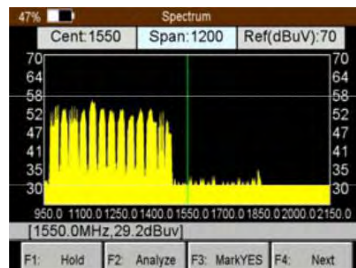 47% Spectrum
Cent:1550 Span:1200 Ref(dBuV):70
70 70
64 64
58 58
52 52
47 47
41 41
35 35
30 30
950.0 1100.0 1250.0 1400.0 1550.0 1700.0 1850.0 2000.0 2150.0
[1550.0MHz,29.2dBuv]
F1: Hold F2: Analyze F3: MarkYES F4: Next